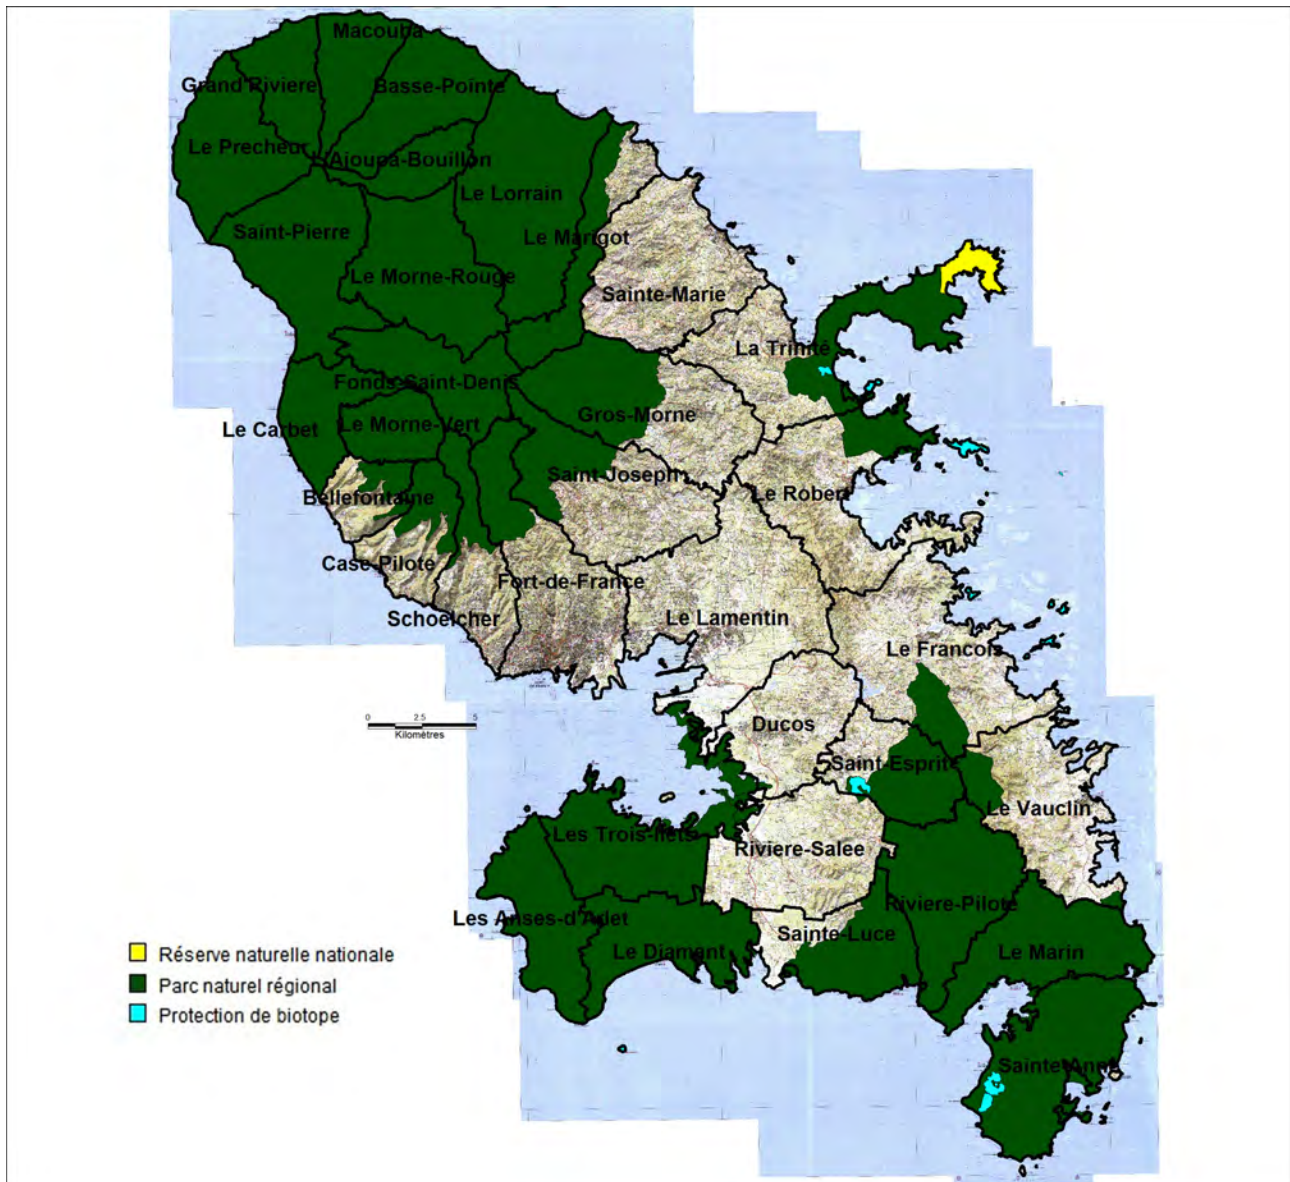 Macouba
Grand Riviere
Basse-Pointe
Le Precheur
L'Ajoupa-Bouillon
Le Lorrain
Saint-Pierre
Le Marigot
Le Morne-Rouge
Sainte-Marie
La Trinité
Fonds-Saint-Denis
Gros-Morne
Le Carbet
Le Morne-Vert
Saint-Joseph
Bellefontaine
Le Robert
Case-Pilote
Fort-de-France
Schoelcher
Le Lamentin
Le Francois
0 2.5 5
Kilomètres
Ducos
Saint-Esprit
Le Vauclin
Les Trois-Ilets
Riviere-Salee
Riviere-Pilote
Les Anses-d'Arlet
Sainte-Luce
Le Diamant
Le Marin
Réserve naturelle nationale
Parc naturel régional
Protection de biotope
Sainte-Anne